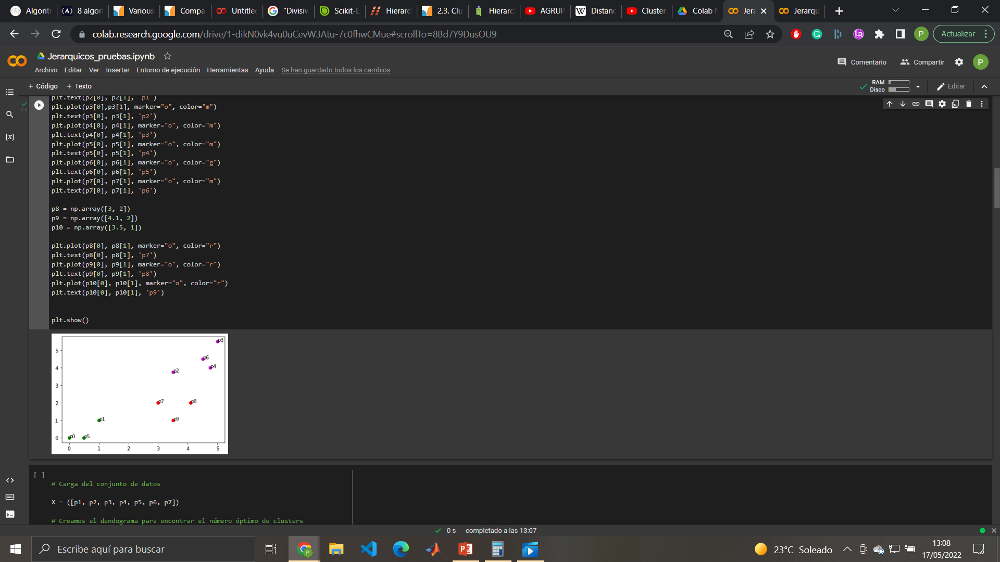 Algoritr
8 algori
Various
Compa
Untitle
"Divisiv
Scikit-L
Hierarc
2.3. Clu
Hierarc
AGRUP.
Distanc
Cluster
Colab N
Jera
Jerarqu
colab.research.google.com/drive/1-dikN0vk4vu0uCevW3Atu-7c0fhwCMue#scrollTo=8Bd7Y9DusOU9
P
Actualizar
Jerarquicos_pruebas.ipynb
Archivo Editar Ver Insertar Entorno de ejecución Herramientas Ayuda Se han guardado todos los cambios
Comentario Compartir P
+ Código + Texto
RAM
Disco
Editar
plt.text(p2[0], p2[1], 'p1')
plt.plot(p3[0],p3[1], marker="o", color="m")
plt.text(p3[0], p3[1], 'p2')
plt.plot(p4[0], p4[1], marker="o", color="m")
plt.text(p4[0], p4[1], 'p3')
plt.plot(p5[0], p5[1], marker="o", color="m")
plt.text(p5[0], p5[1], 'p4')
plt.plot(p6[0], p6[1], marker="o", color="g")
plt.text(p6[0], p6[1], 'p5')
plt.plot(p7[0], p7[1], marker="o", color="m")
plt.text(p7[0], p7[1], 'p6')
p8 = np.array([3, 2])
p9 = np.array([4.1, 2])
p10 = np.array([3.5, 1])
plt.plot(p8[0], p8[1], marker="o", color="r")
plt.text(p8[0], p8[1], 'p7')
plt.plot(p9[0], p9[1], marker="o", color="r")
plt.text(p9[0], p9[1], 'p8')
plt.plot(p10[0], p10[1], marker="o", color="r")
plt.text(p10[0], p10[1], 'p9')
plt.show()
p3
5
p6
4 p4
p2
3
2 p7 p8
1 p1 p9
0 p0 p5
0 1 2 3 4 5
[ ]
# Carga del conjunto de datos
X = ([p1, p2, p3, p4, p5, p6, p7])
# Creamos el dendograma para encontrar el número óptimo de clusters
0 s completado a las 13:07
Escribe aquí para buscar
23°C Soleado
13:08
17/05/2022